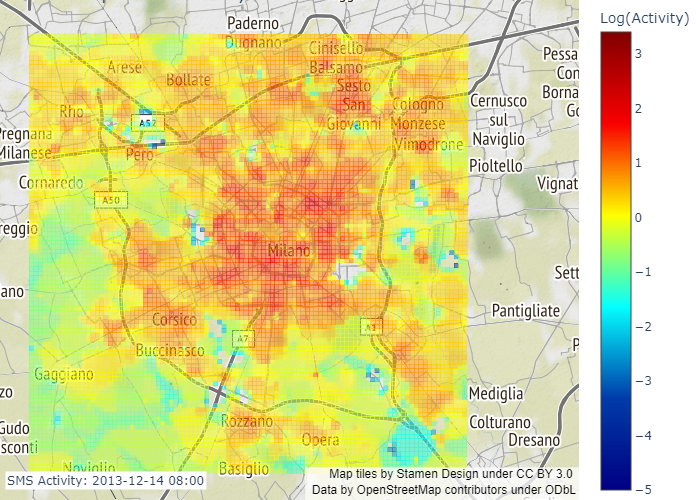 Paderno
Dugnano
Cinisello
Balsamo
Arese
Bollate
Sesto
San
Giovanni
Rho
A52
Cologno
Monzese
Cernusco
sul
Naviglio
Pessa
Con
Borna
Go
Pregnana
Milanese
Pero
Vimodrone
Pioltello
Cornaredo
Vignat
A50
reggio
Milano
Sett
ano
Pantigliate
Corsico
A7
Buccinasco
P
Gaggiano
zo
Mediglia
Gudo
sconti
Rozzano
Colturano
Dresano
Opera
Noviglio
Basiglio
SMS Activity: 2013-12-14 08:00
Map tiles by Stamen Design under CC BY 3.0
Data by OpenStreetMap contributors under ODbL
Log(Activity)
3
2
1
0
−1
−2
−3
−4
−5